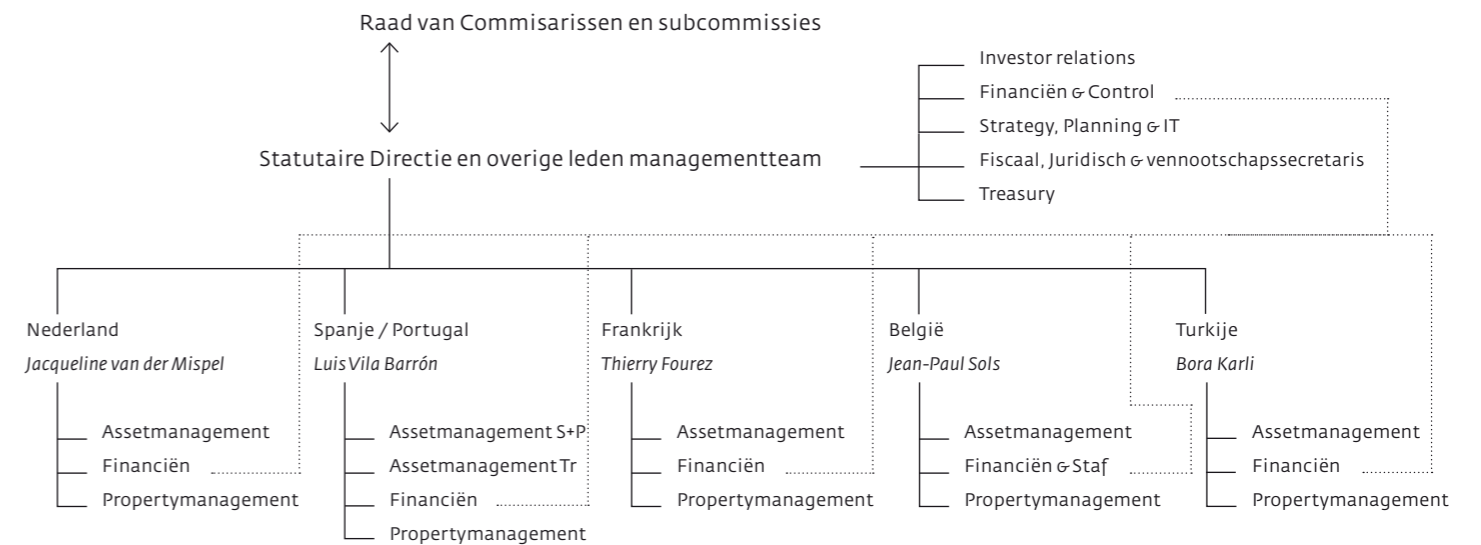 Raad van Commisarissen en subcommissies
Investor relations
Financiën & Control
Strategy, Planning & IT
Statutaire Directie en overige leden managementteam
Fiscaal, Juridisch & vennootschapssecretaris
Treasury
Nederland
Jacqueline van der Mispel
Assetmanagement
Financiën
Propertymanagement
Spanje / Portugal
Luis Vila Barrón
Assetmanagement S+P
Assetmanagement Tr
Financiën
Propertymanagement
Frankrijk
Thierry Fourez
Assetmanagement
Financiën
Propertymanagement
België
Jean-Paul Sols
Assetmanagement
Financiën & Staf
Propertymanagement
Turkije
Bora Karli
Assetmanagement
Financiën
Propertymanagement